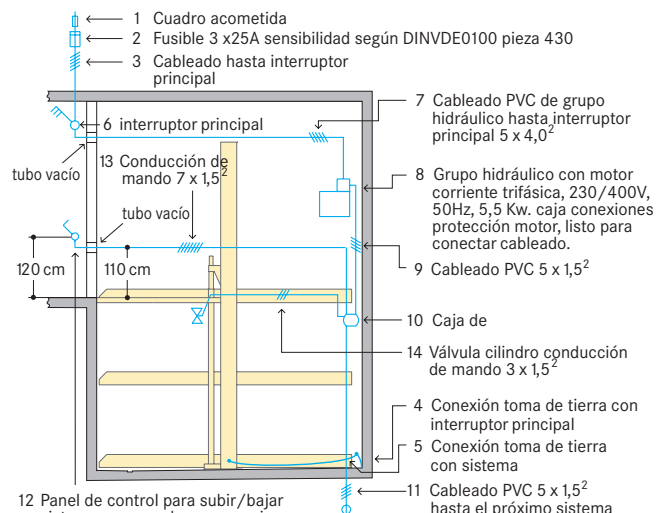 1 Cuadro acometida
2 Fusible 3 x25A sensibilidad según DINVDE0100 pieza 430
3 Cableado hasta interruptor
principal
6 interruptor principal
7 Cableado PVC de grupo
hidráulico hasta interruptor
principal 5 x 4,0²
tubo vacío
13 Conducción de
mando 7 x 1,5²
8 Grupo hidráulico con motor
corriente trifásica, 230/400V,
50Hz, 5,5 Kw. caja conexiones
protección motor, listo para
conectar cableado.
tubo vacío
120 cm
110 cm
9 Cableado PVC 5 x 1,5²
10 Caja de
14 Válvula cilindro conducción
de mando 3 x 1,5²
4 Conexión toma de tierra con
interruptor principal
5 Conexión toma de tierra
con sistema
11 Cableado PVC 5 x 1,5²
hasta el próximo sistema
12 Panel de control para subir/bajar